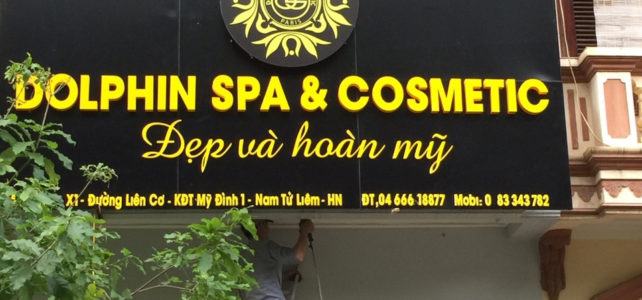 PARIS
DOLPHIN SPA & COSMETIC
Đẹp và hoàn mỹ
X1 - Đường Liên Cơ - KĐT Mỹ Đình 1 - Nam Từ Liêm - HN ĐT,04 666 18877 Mobi: 0 83 343 782